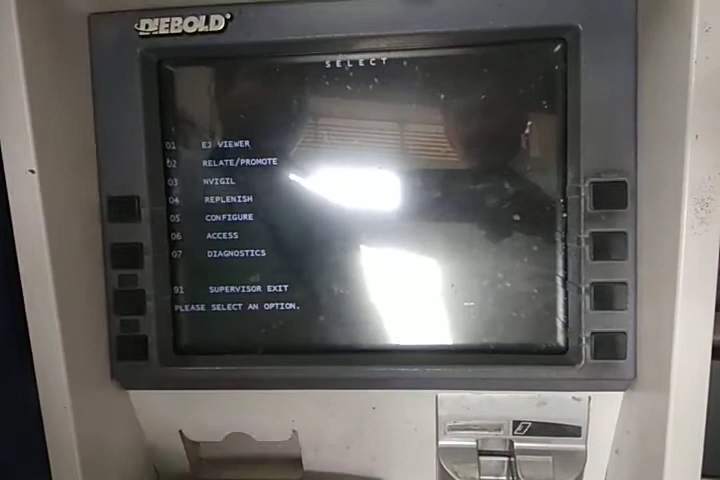 DIEBOLD
SELECT
01 EJ VIEWER
02 RELATE/PROMOTE
03 NVIGIL
04 REPLENISH
05 CONFIGURE
06 ACCESS
07 DIAGNOSTICS
91 SUPERVISOR EXIT
PLEASE SELECT AN OPTION.